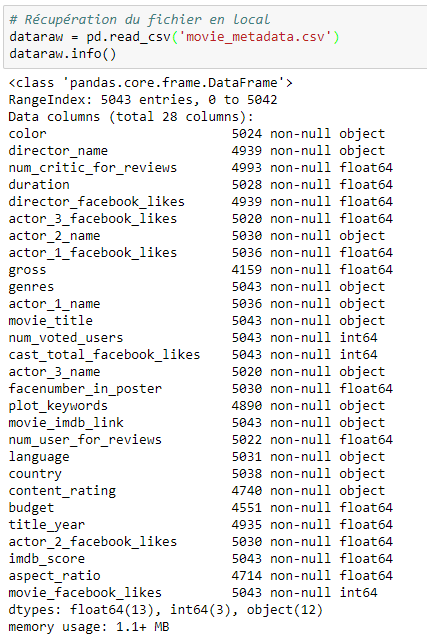 # Récupération du fichier en local
dataraw = pd.read_csv('movie_metadata.csv')
dataraw.info()
<class 'pandas.core.frame.DataFrame'>
RangeIndex: 5043 entries, 0 to 5042
Data columns (total 28 columns):
color                        5024 non-null object
director_name                4939 non-null object
num_critic_for_reviews       4993 non-null float64
duration                     5028 non-null float64
director_facebook_likes      4939 non-null float64
actor_3_facebook_likes       5020 non-null float64
actor_2_name                 5030 non-null object
actor_1_facebook_likes       5036 non-null float64
gross                        4159 non-null float64
genres                       5043 non-null object
actor_1_name                 5036 non-null object
movie_title                  5043 non-null object
num_voted_users              5043 non-null int64
cast_total_facebook_likes    5043 non-null int64
actor_3_name                 5020 non-null object
facenumber_in_poster         5030 non-null float64
plot_keywords                4890 non-null object
movie_imdb_link              5043 non-null object
num_user_for_reviews         5022 non-null float64
language                     5031 non-null object
country                      5038 non-null object
content_rating               4740 non-null object
budget                       4551 non-null float64
title_year                   4935 non-null float64
actor_2_facebook_likes       5030 non-null float64
imdb_score                   5043 non-null float64
aspect_ratio                 4714 non-null float64
movie_facebook_likes         5043 non-null int64
dtypes: float64(13), int64(3), object(12)
memory usage: 1.1+ MB